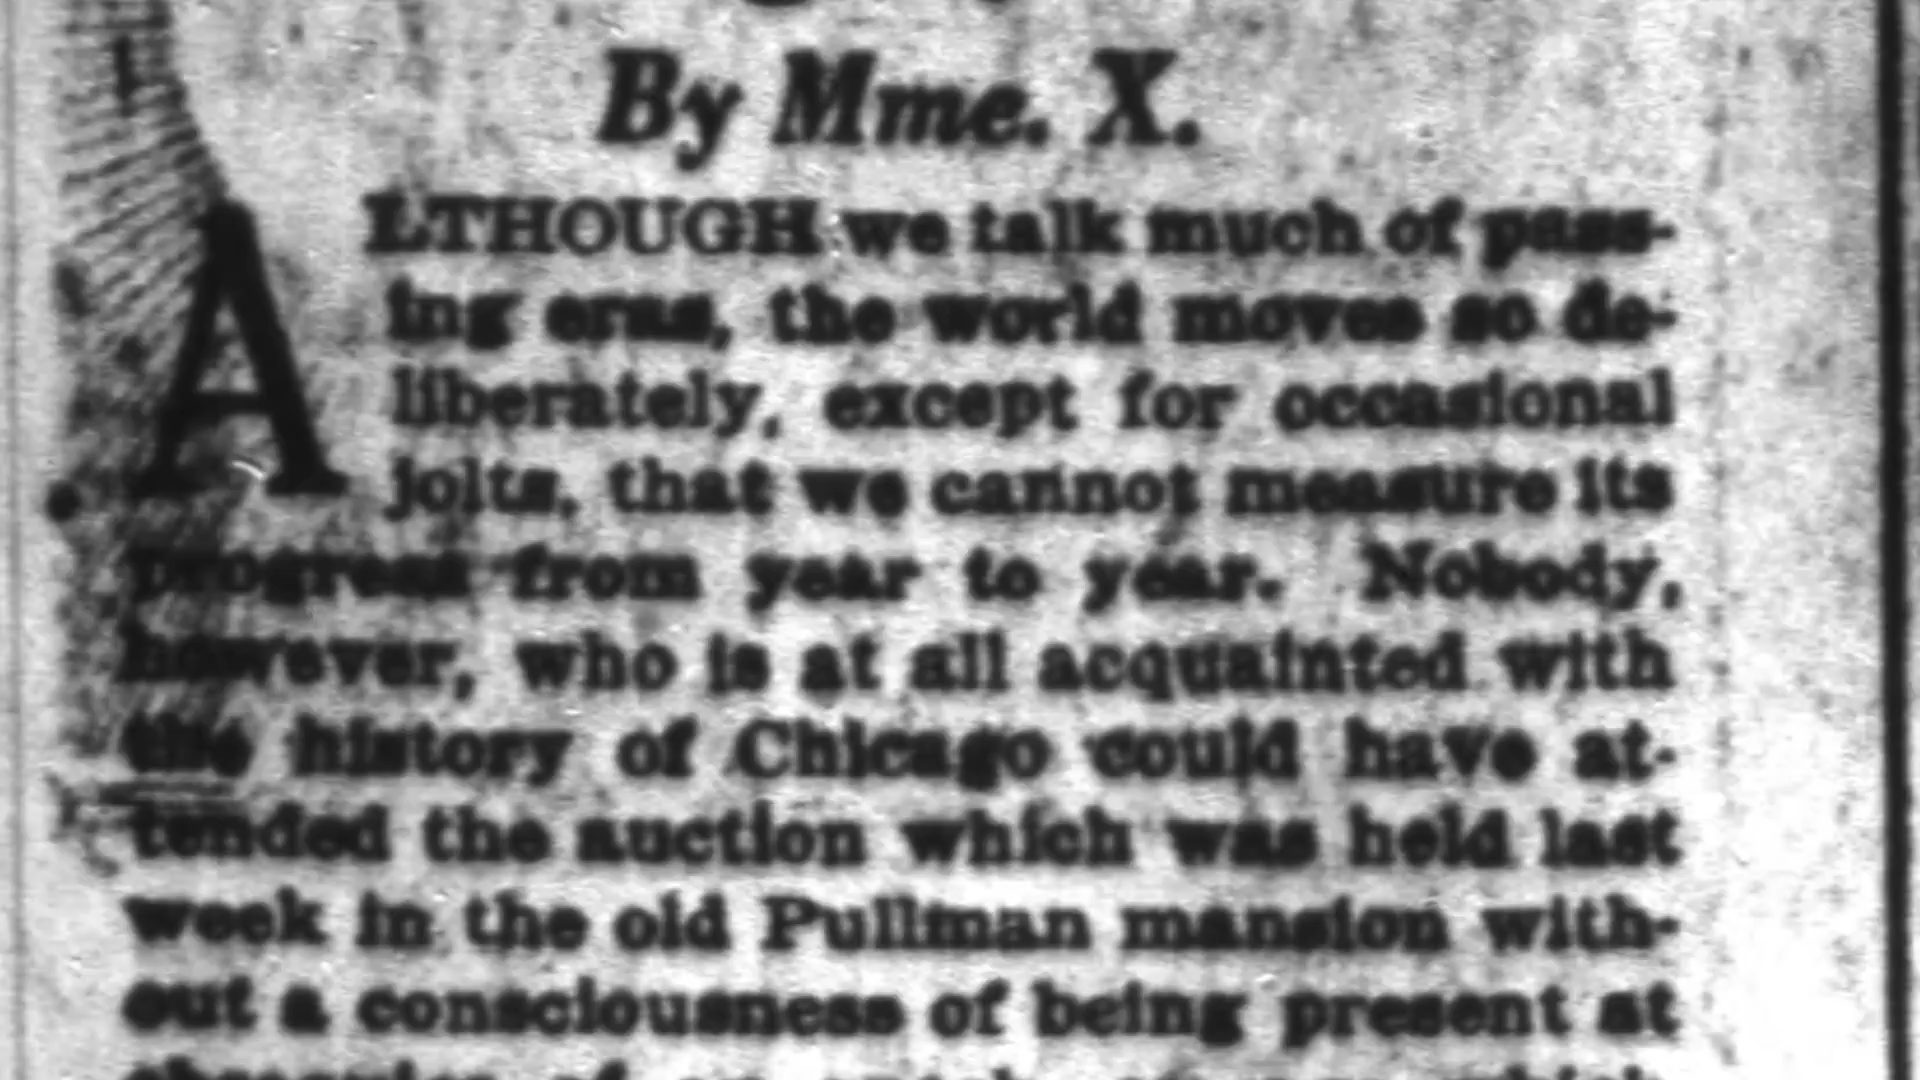 By Mme. X.
ALTHOUGH we talk much of pass-
ing eras, the world moves so de-
liberately, except for occasional
jolts, that we cannot measure its
progress from year to year. Nobody,
however, who is at all acquainted with
the history of Chicago could have at-
tended the auction which was held last
week in the old Pullman mansion with-
out a consciousness of being present at